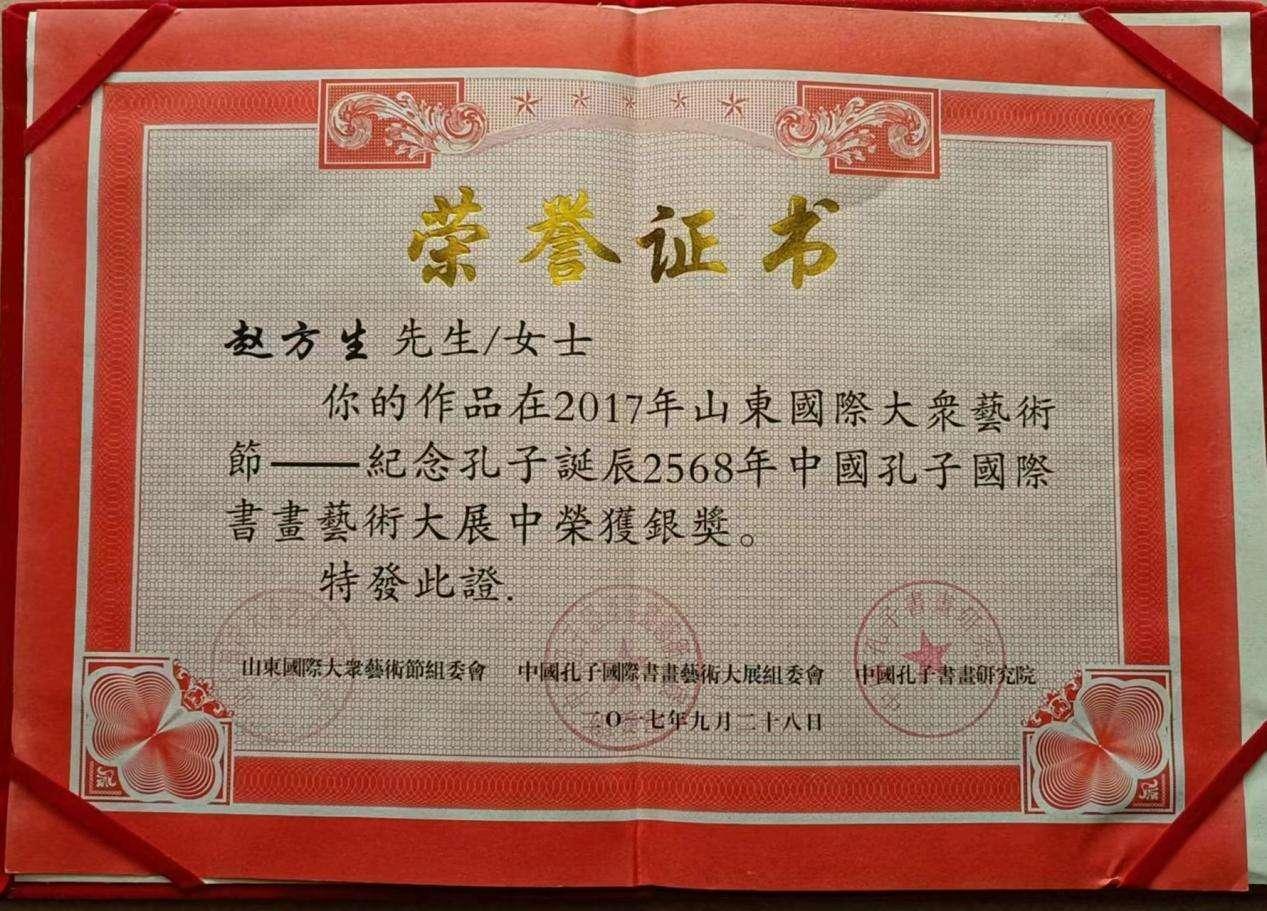 荣誉证书
赵方生 先生/女士
你的作品在2017年山東國際大衆藝術
節——紀念孔子誕辰2568年中國孔子國際
書畫藝術大展中榮獲銀獎。
特發此證.
山東國際大衆藝術節組委會 中國孔子國際書畫藝術大展組委會 中國孔子書畫研究院
二〇一七年九月二十八日